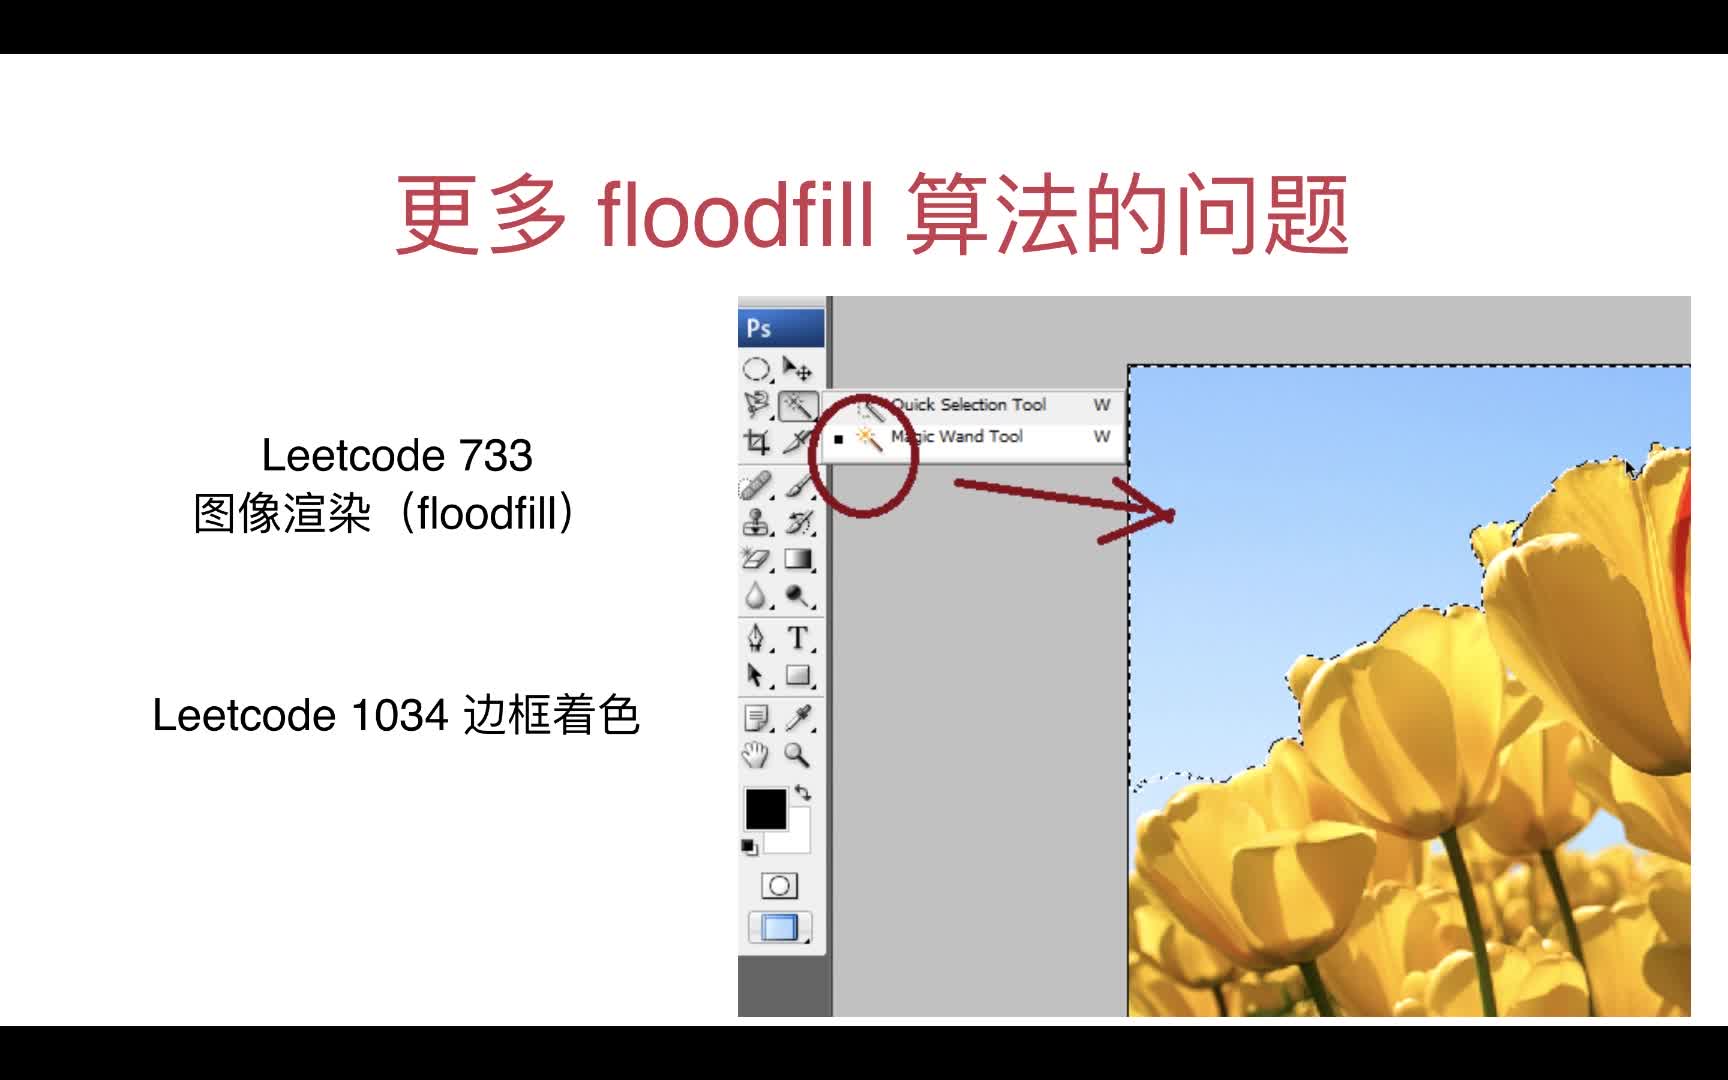 更多 floodfill 算法的问题
Leetcode 733
图像渲染（floodfill）
Leetcode 1034 边框着色
Ps
Quick Selection Tool W
Magic Wand Tool W
T